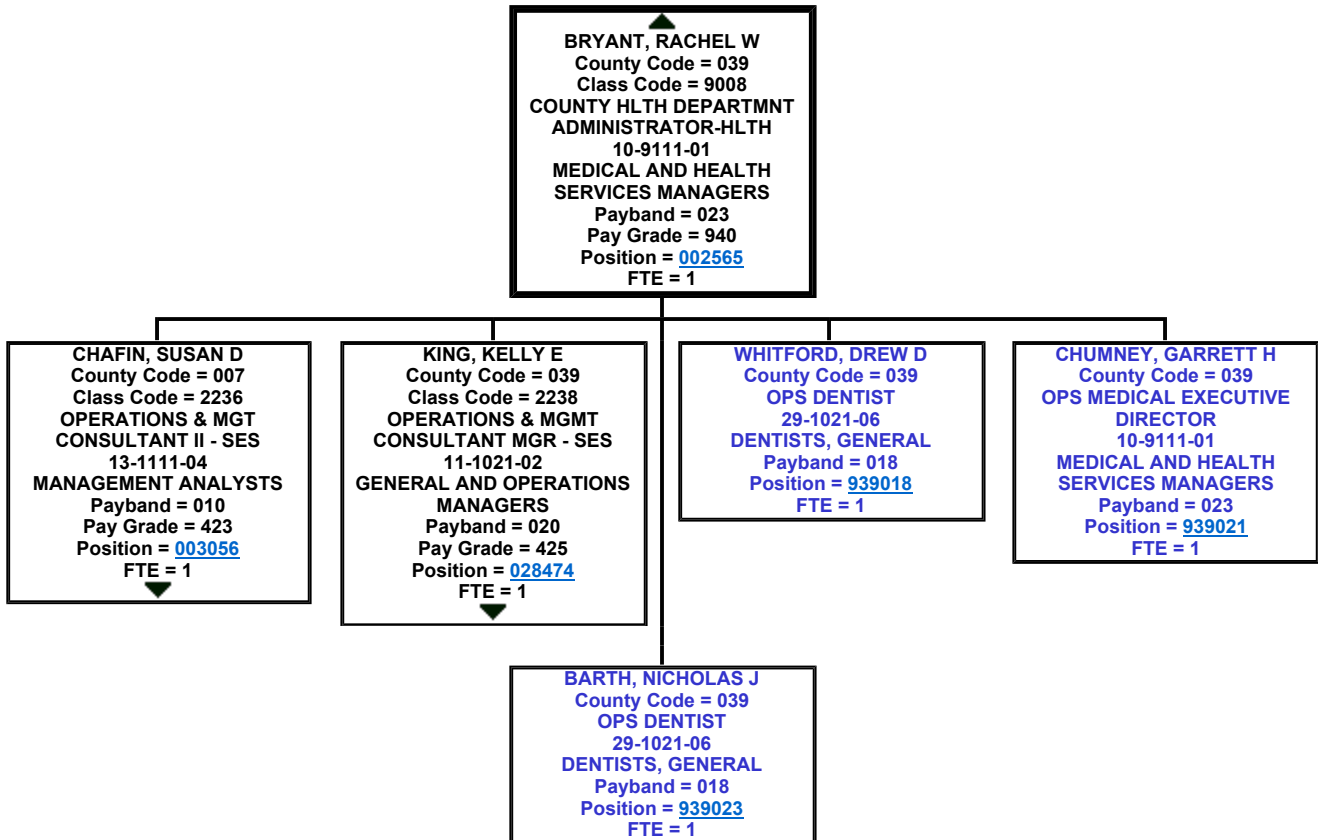 BRYANT, RACHEL W
County Code = 039
Class Code = 9008
COUNTY HLTH DEPARTMNT
ADMINISTRATOR-HLTH
10-9111-01
MEDICAL AND HEALTH
SERVICES MANAGERS
Payband = 023
Pay Grade = 940
Position = 002565
FTE = 1
CHAFIN, SUSAN D
County Code = 007
Class Code = 2236
OPERATIONS & MGT
CONSULTANT II - SES
13-1111-04
MANAGEMENT ANALYSTS
Payband = 010
Pay Grade = 423
Position = 003056
FTE = 1
KING, KELLY E
County Code = 039
Class Code = 2238
OPERATIONS & MGMT
CONSULTANT MGR - SES
11-1021-02
GENERAL AND OPERATIONS
MANAGERS
Payband = 020
Pay Grade = 425
Position = 028474
FTE = 1
WHITFORD, DREW D
County Code = 039
OPS DENTIST
29-1021-06
DENTISTS, GENERAL
Payband = 018
Position = 939018
FTE = 1
CHUMNEY, GARRETT H
County Code = 039
OPS MEDICAL EXECUTIVE
DIRECTOR
10-9111-01
MEDICAL AND HEALTH
SERVICES MANAGERS
Payband = 023
Position = 939021
FTE = 1
BARTH, NICHOLAS J
County Code = 039
OPS DENTIST
29-1021-06
DENTISTS, GENERAL
Payband = 018
Position = 939023
FTE = 1